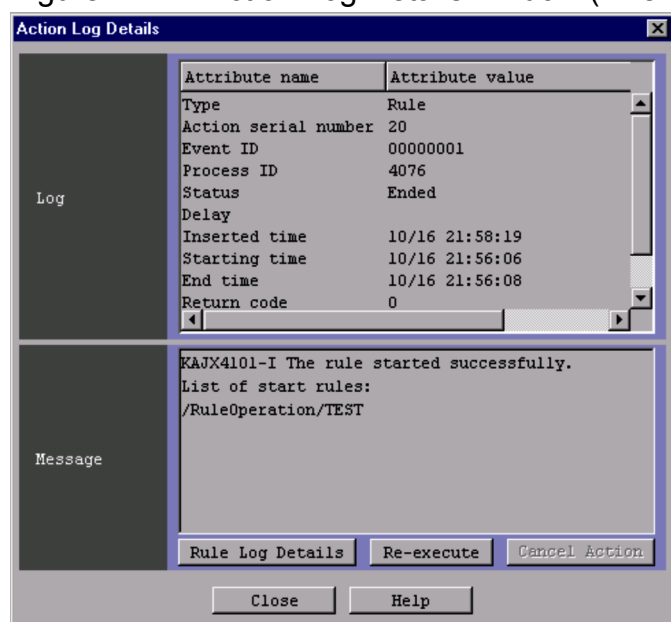 Action Log Details
Attribute name Attribute value
Type Rule
Action serial number 20
Event ID 00000001
Process ID 4076
Status Ended
Delay
Inserted time 10/16 21:58:19
Starting time 10/16 21:56:06
End time 10/16 21:56:08
Return code 0
Log
KAJX4101-I The rule started successfully.
List of start rules:
/RuleOperation/TEST
Message
Rule Log Details Re-execute Cancel Action
Close Help